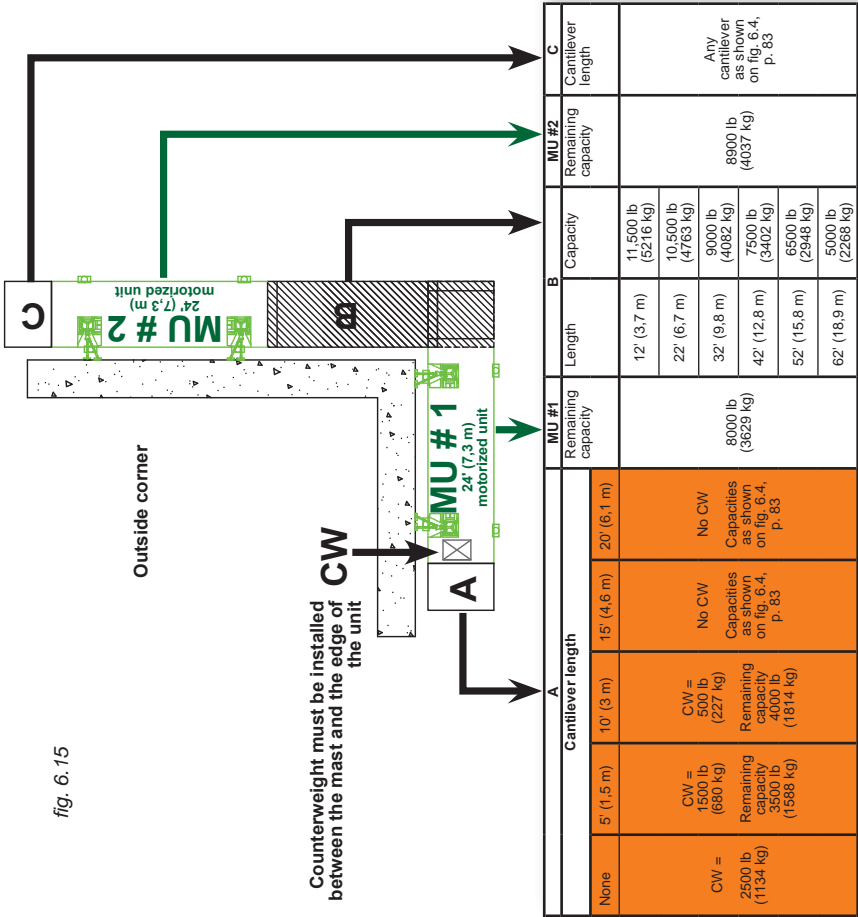 fig. 6.15
Outside corner
Counterweight must be installed
between the mast and the edge of
the unit
CW
A
MU # 1
24' (7,3 m)
motorized unit
B
MU # 2
24' (7,3 m)
motorized unit
C
A
MU #1
B
MU #2
C
Cantilever length
Remaining
capacity
Length
Capacity
Remaining
capacity
Cantilever
length
None
5' (1,5 m)
10' (3 m)
15' (4,6 m)
20' (6,1 m)
CW =
2500 lb
(1134 kg)
CW =
1500 lb
(680 kg)
Remaining
capacity
3500 lb
(1588 kg)
CW =
500 lb
(227 kg)
Remaining
capacity
4000 lb
(1814 kg)
No CW
Capacities
as shown
on fig. 6.4,
p. 83
No CW
Capacities
as shown
on fig. 6.4,
p. 83
8000 lb
(3629 kg)
12' (3,7 m)
11,500 lb
(5216 kg)
22' (6,7 m)
10,500 lb
(4763 kg)
32' (9,8 m)
9000 lb
(4082 kg)
42' (12,8 m)
7500 lb
(3402 kg)
52' (15,8 m)
6500 lb
(2948 kg)
62' (18,9 m)
5000 lb
(2268 kg)
8900 lb
(4037 kg)
Any
cantilever
as shown
on fig. 6.4,
p. 83